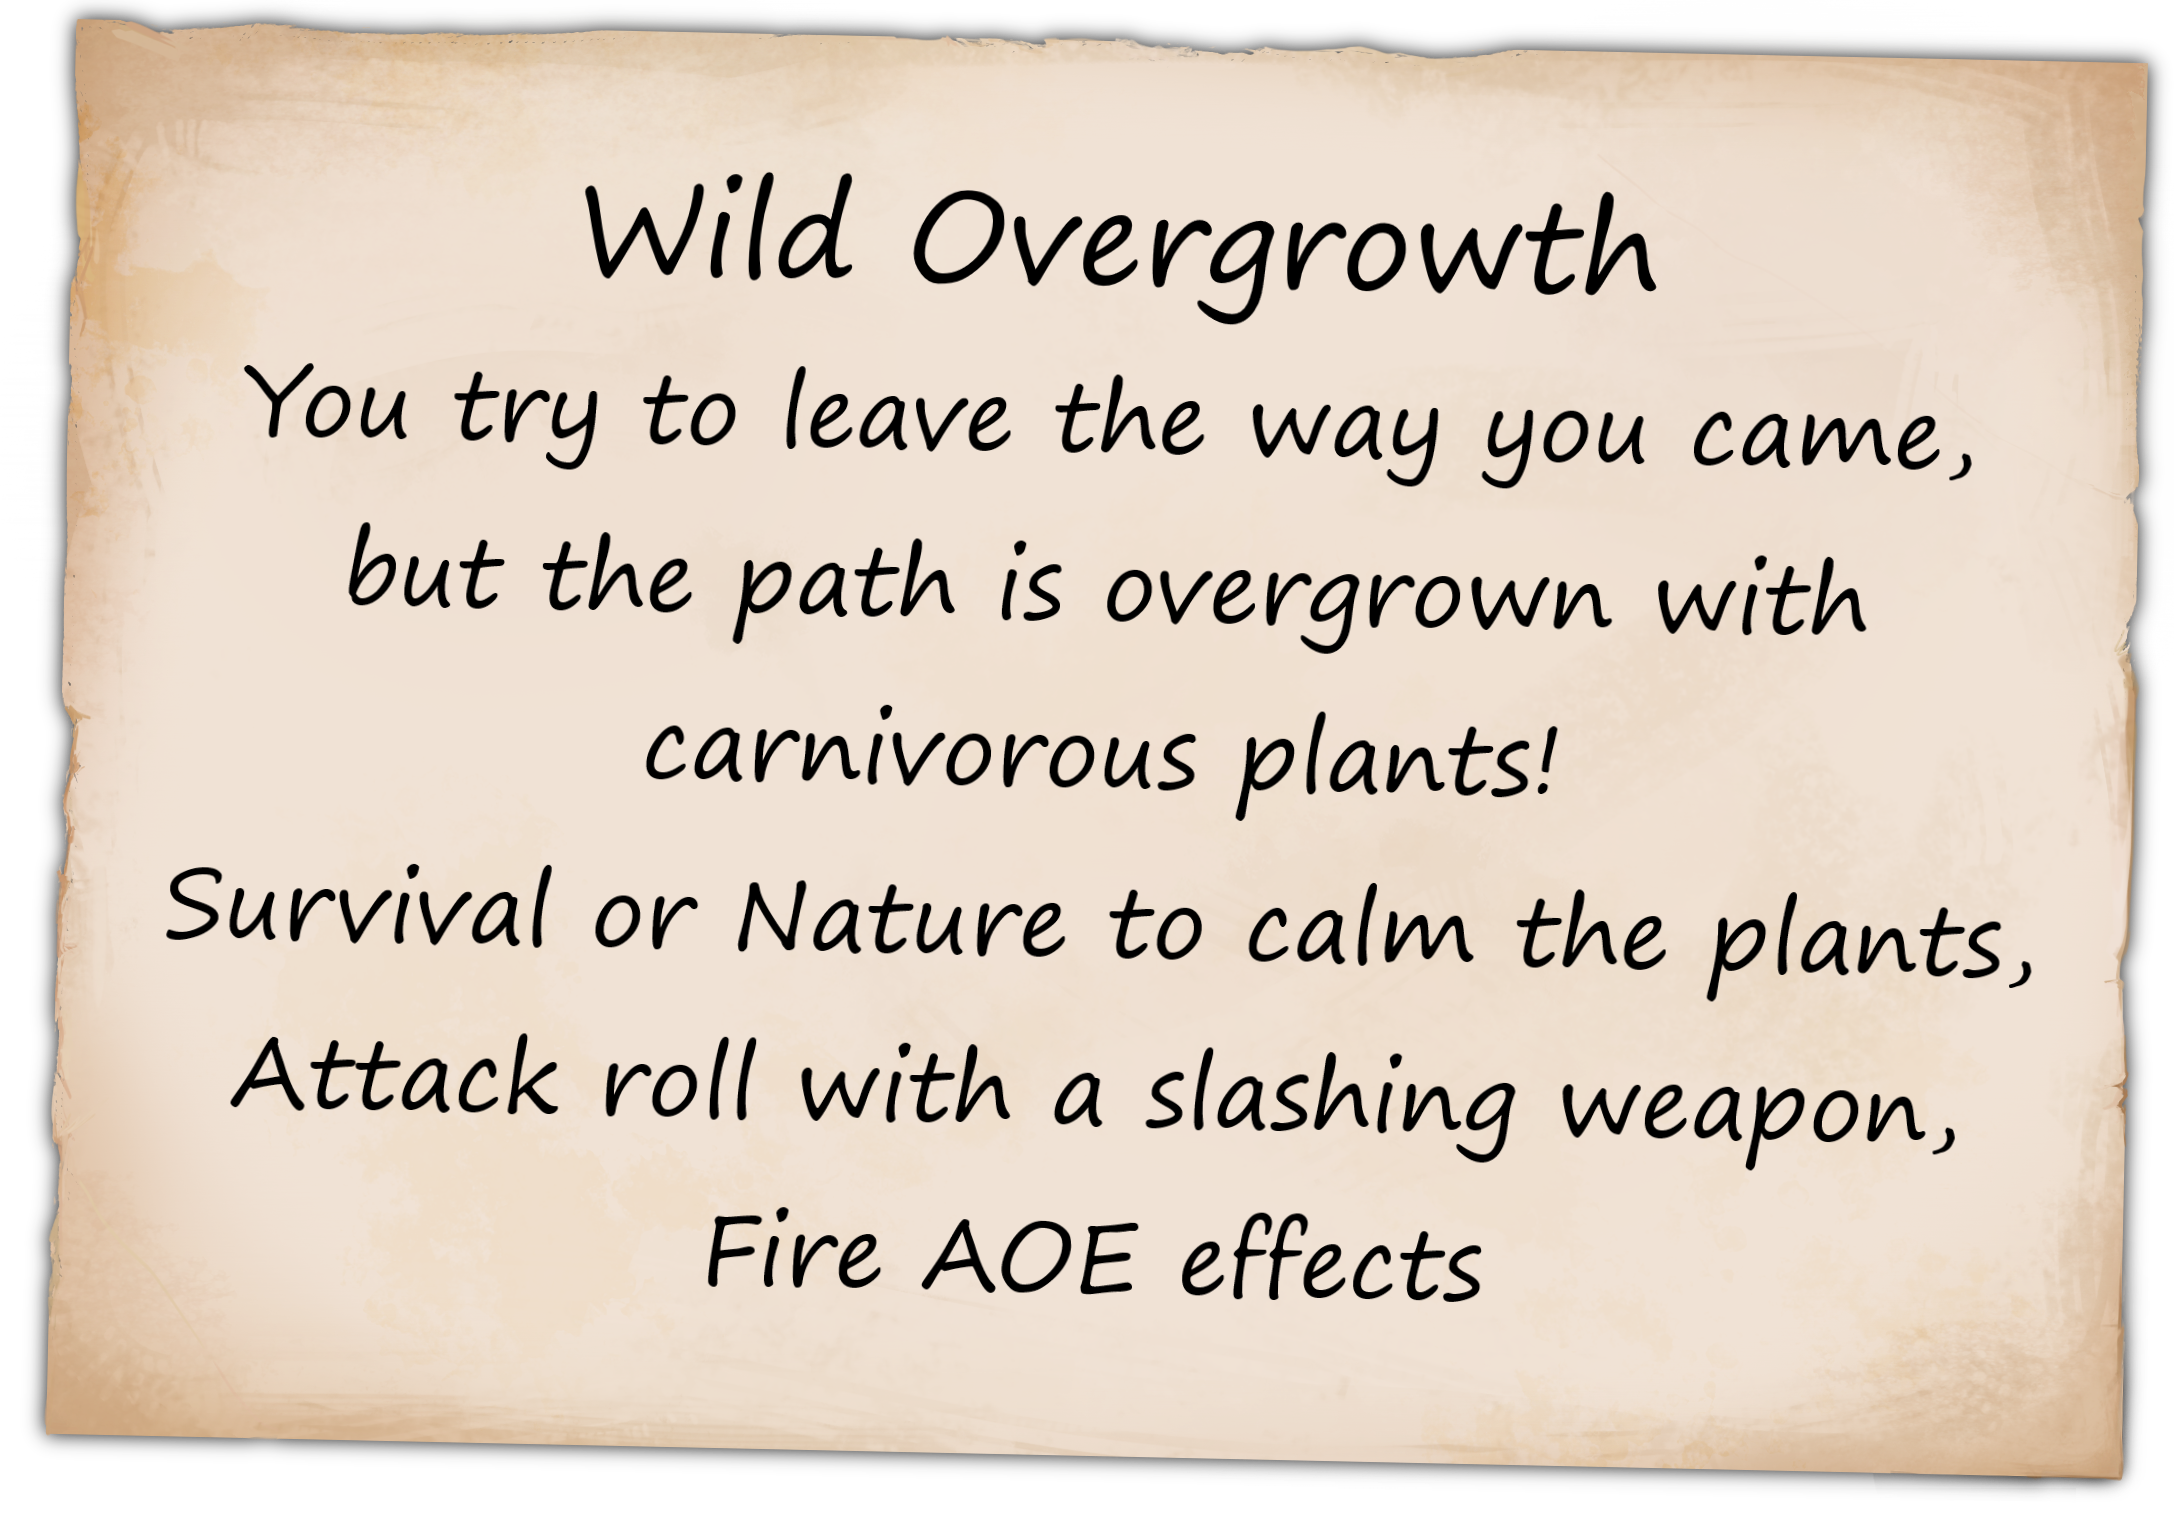 Wild Overgrowth
You try to leave the way you came,
but the path is overgrown with
carnivorous plants!
Survival or Nature to calm the plants,
Attack roll with a slashing weapon,
Fire AOE effects